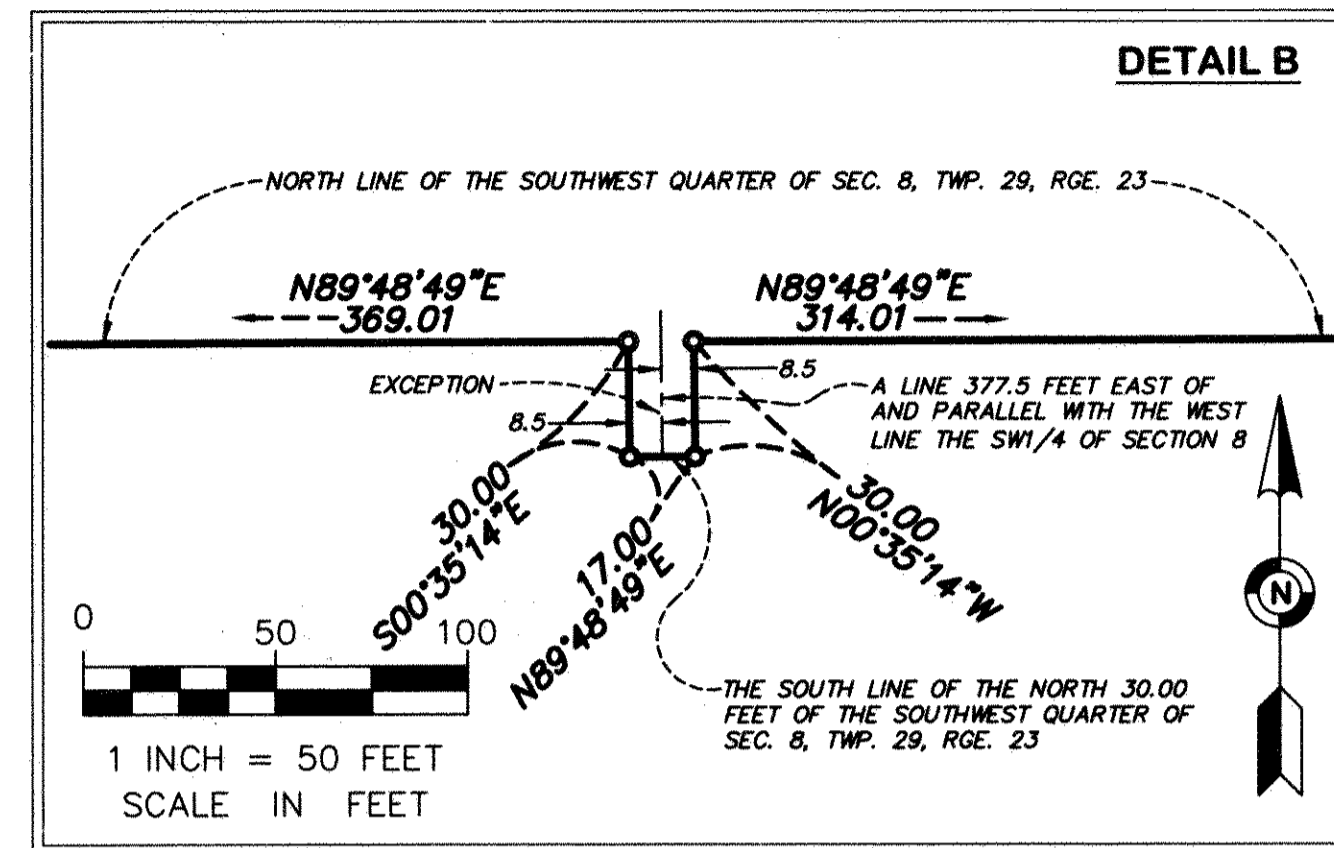 DETAIL B
NORTH LINE OF THE SOUTHWEST QUARTER OF SEC. 8, TWP. 29, RGE. 23
N89°48'49"E
369.01
N89°48'49"E
314.01
8.5
EXCEPTION
8.5
A LINE 377.5 FEET EAST OF
AND PARALLEL WITH THE WEST
LINE THE SW1/4 OF SECTION 8
30.00
S00°35'14"E
17.00
N89°48'49"E
30.00
N00°35'14"W
N
0 50 100
1 INCH = 50 FEET
SCALE IN FEET
THE SOUTH LINE OF THE NORTH 30.00
FEET OF THE SOUTHWEST QUARTER OF
SEC. 8, TWP. 29, RGE. 23